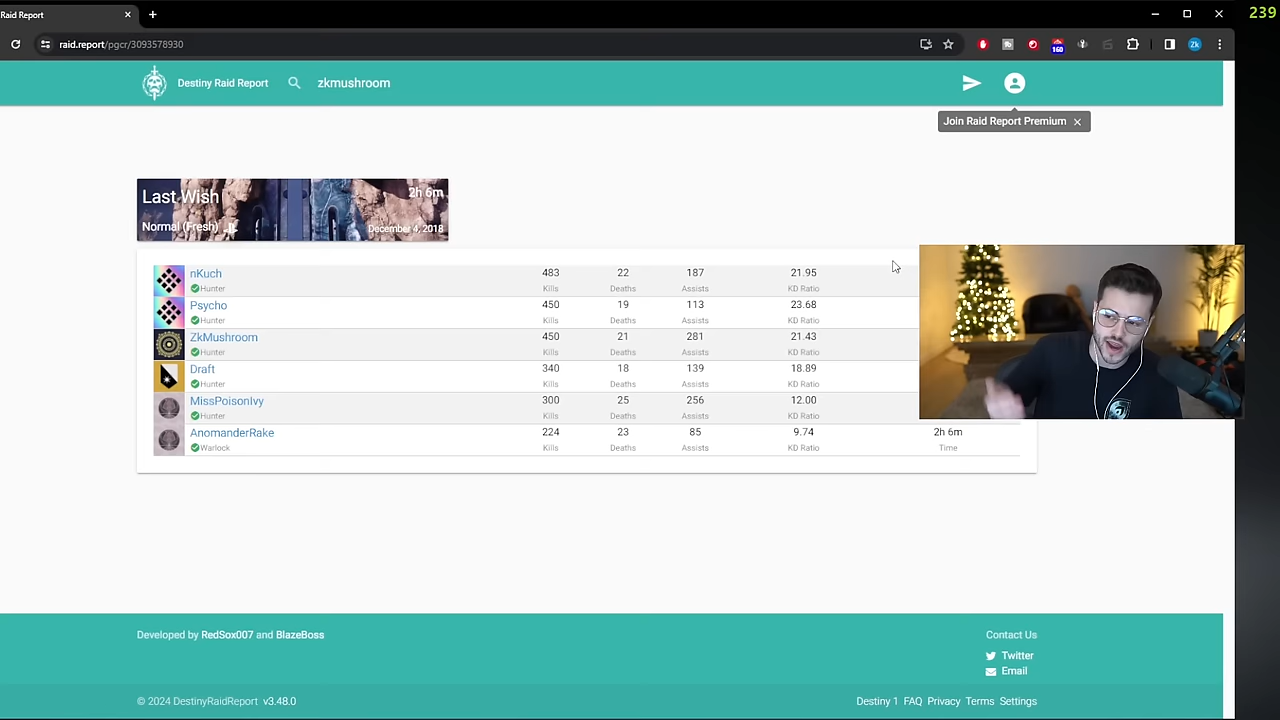 Raid Report
239
raid.report/pgcr/3093578930
160
Zk
Destiny Raid Report
zkmushroom
Join Raid Report Premium
Last Wish
2h 6m
Normal (Fresh)
December 4, 2018
nKuch 483 22 187 21.95
Hunter Kills Deaths Assists KD Ratio
Psycho 450 19 113 23.68
Hunter Kills Deaths Assists KD Ratio
ZkMushroom 450 21 281 21.43
Hunter Kills Deaths Assists KD Ratio
Draft 340 18 139 18.89
Hunter Kills Deaths Assists KD Ratio
MissPoisonIvy 300 25 256 12.00
Hunter Kills Deaths Assists KD Ratio
AnomanderRake 224 23 85 9.74 2h 6m
Warlock Kills Deaths Assists KD Ratio Time
Developed by RedSox007 and BlazeBoss
Contact Us
Twitter
Email
© 2024 DestinyRaidReport v3.48.0
Destiny 1 FAQ Privacy Terms Settings